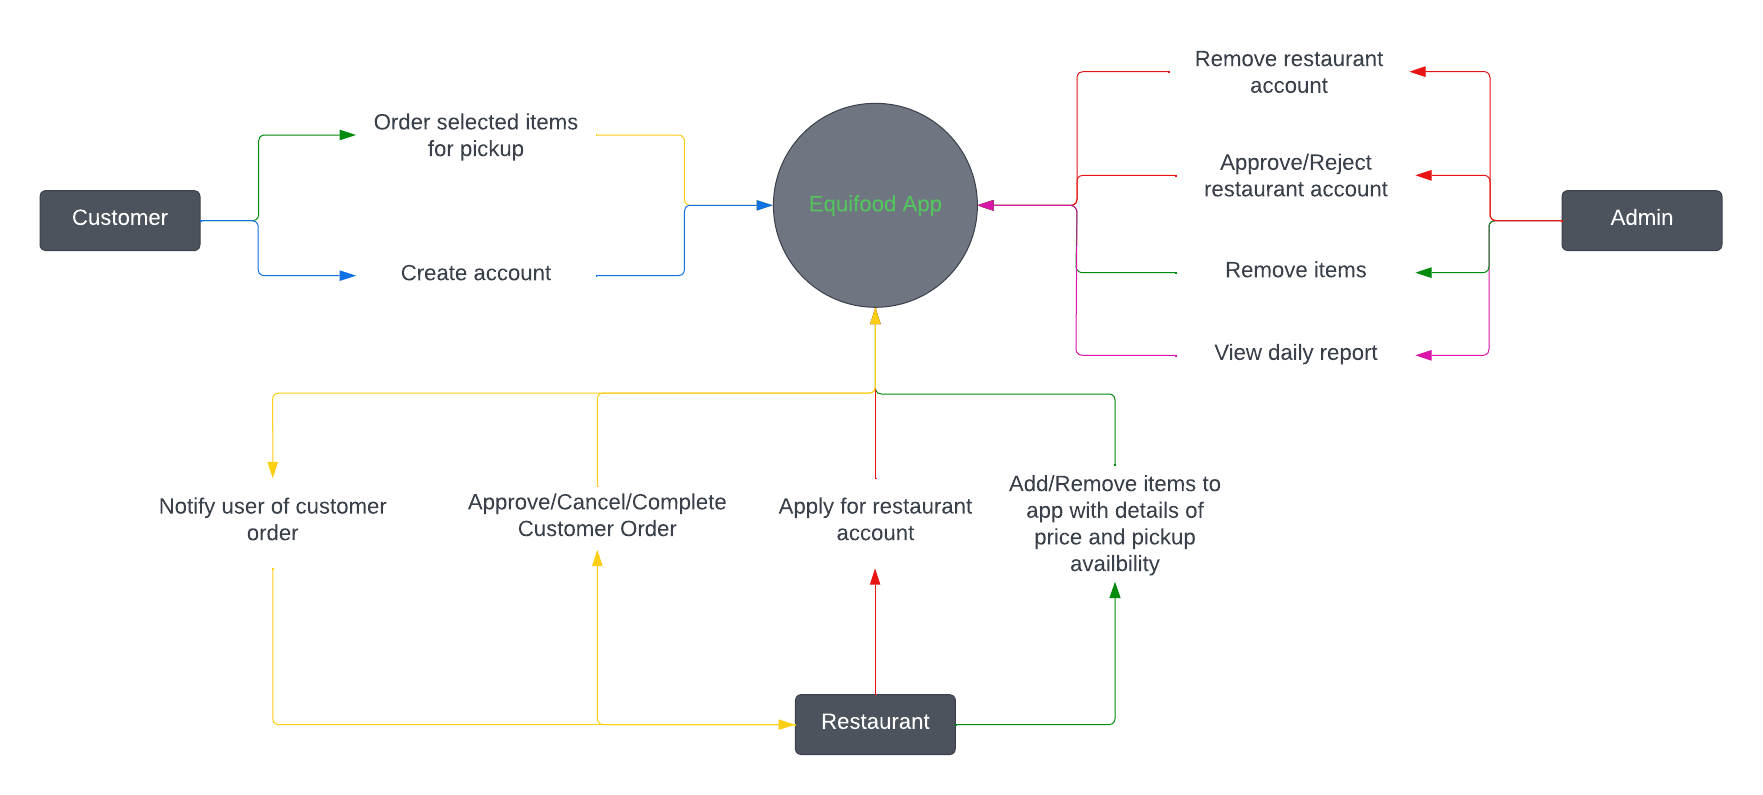 Remove restaurant
account
Order selected items
for pickup
Approve/Reject
restaurant account
Customer
Equifood App
Admin
Create account
Remove items
View daily report
Notify user of customer
order
Approve/Cancel/Complete
Customer Order
Apply for restaurant
account
Add/Remove items to
app with details of
price and pickup
availbility
Restaurant